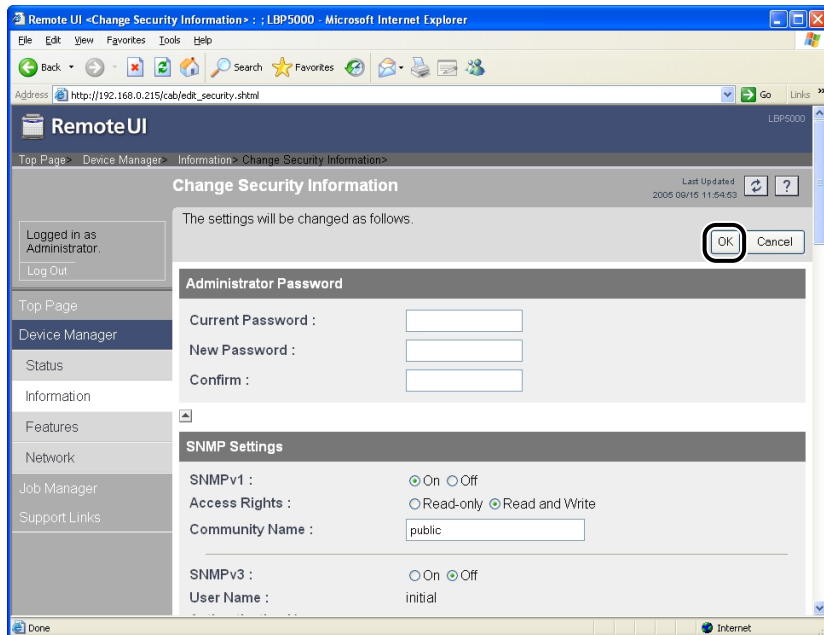 Remote UI <Change Security Information> : ; LBP5000 - Microsoft Internet Explorer
File Edit View Favorites Tools Help
Back Search Favorites
Address http://192.168.0.215/cab/edit_security.shtml Go Links »
Remote UI LBP5000
Top Page> Device Manager> Information> Change Security Information>
Change Security Information Last Updated
2005 09/15 11:54:53 ?
The settings will be changed as follows.
OK Cancel
Logged in as
Administrator.
Log Out
Top Page
Device Manager
Status
Information
Features
Network
Job Manager
Support Links
Administrator Password
Current Password :
New Password :
Confirm :
SNMP Settings
SNMPv1 : On Off
Access Rights : Read-only Read and Write
Community Name : public
SNMPv3 : On Off
User Name : initial
Done Internet